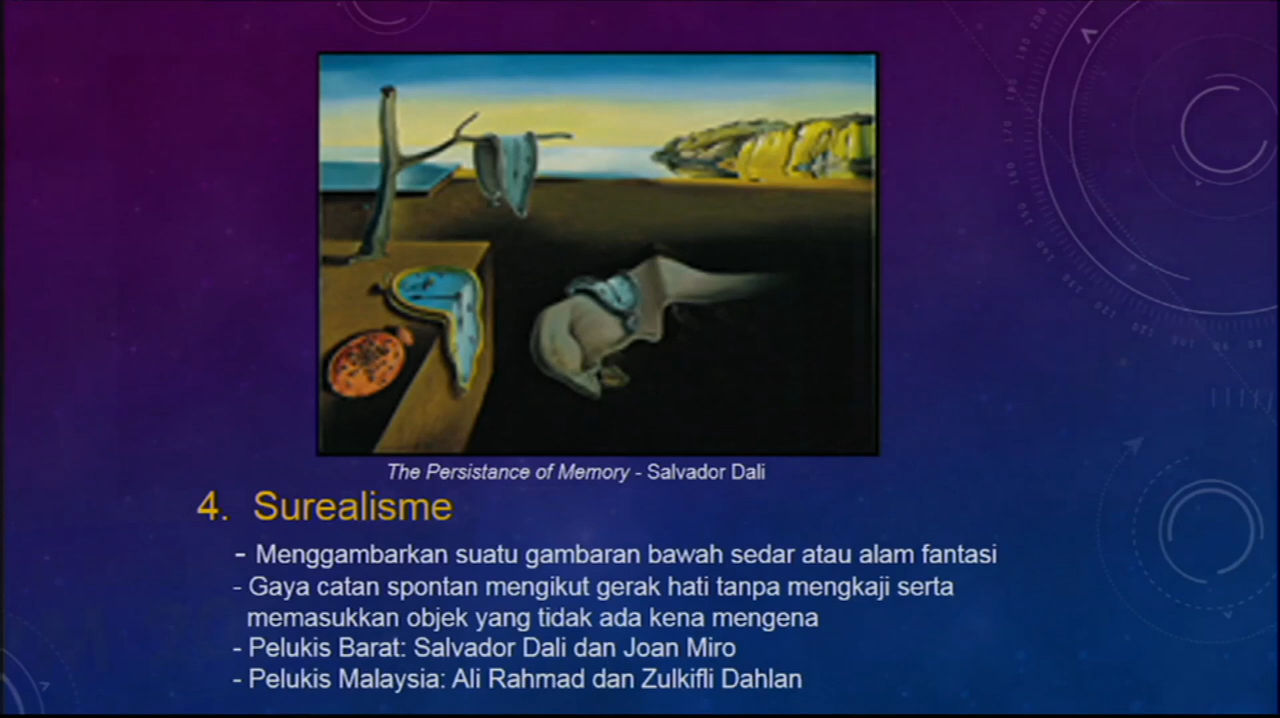 The Persistance of Memory - Salvador Dali
4. Surealisme
- Menggambarkan suatu gambaran bawah sedar atau alam fantasi
- Gaya catan spontan mengikut gerak hati tanpa mengkaji serta
memasukkan objek yang tidak ada kena mengena
- Pelukis Barat: Salvador Dali dan Joan Miro
- Pelukis Malaysia: Ali Rahmad dan Zulkifli Dahlan